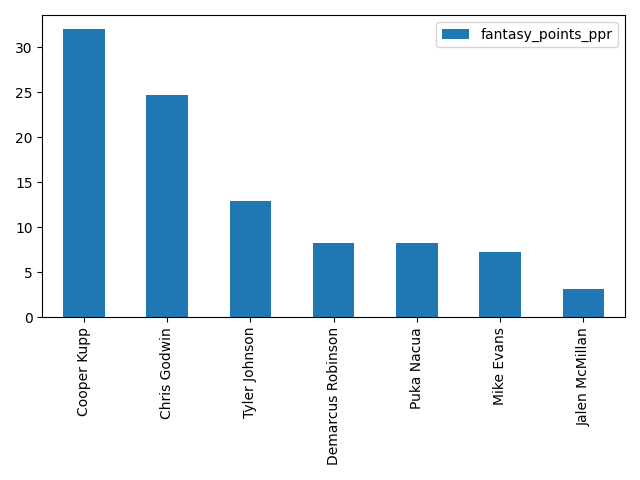 fantasy_points_ppr
30
25
20
15
10
5
0
Cooper Kupp
Chris Godwin
Tyler Johnson
Demarcus Robinson
Puka Nacua
Mike Evans
Jalen McMillan